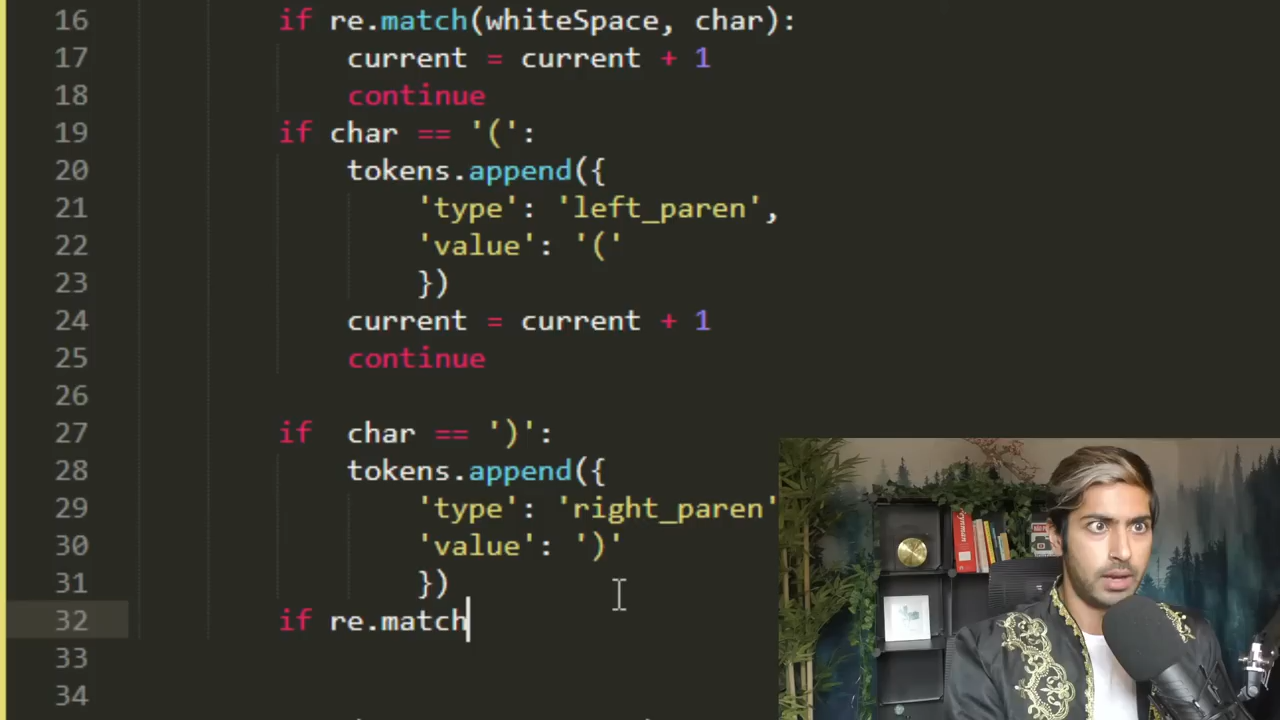 16 if re.match(whiteSpace, char):
17 current = current + 1
18 continue
19 if char == '(':
20 tokens.append({
21 'type': 'left_paren',
22 'value': '('
23 })
24 current = current + 1
25 continue
26
27 if  char == ')':
28 tokens.append({
29 'type': 'right_paren'
30 'value': ')'
31 })
32 if re.match
33
34